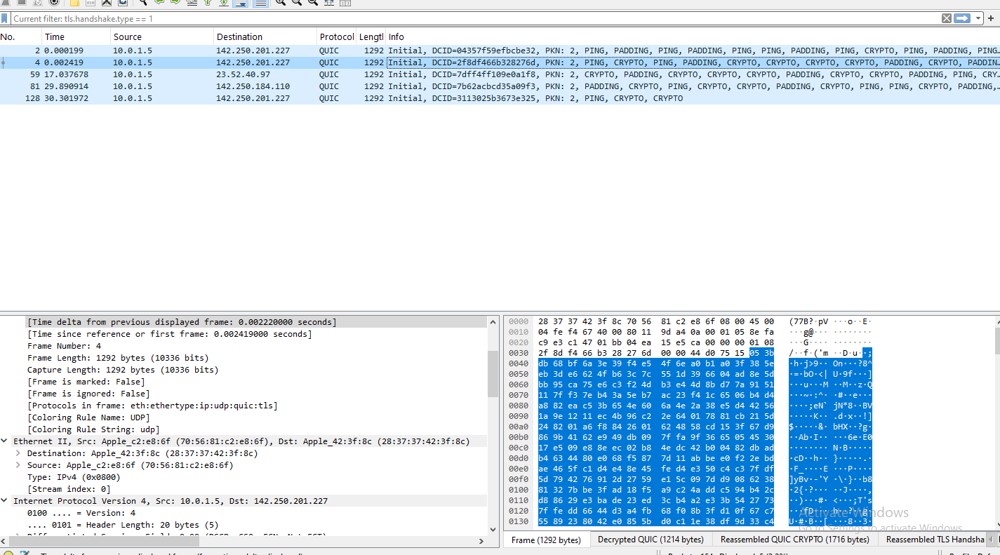 Current filter: tls.handshake.type == 1
No. Time Source Destination Protocol Lengtl Info
2 0.000199 10.0.1.5 142.250.201.227 QUIC 1292 Initial, DCID=04357f59efbcbe32, PKN: 2, PING, PADDING, PING, PADDING, PING, PING, PADDING, PING, CRYPTO, PING, PADDING, PING…
4 0.002419 10.0.1.5 142.250.201.227 QUIC 1292 Initial, DCID=2f8df466b328276d, PKN: 2, PING, CRYPTO, PING, PADDING, CRYPTO, CRYPTO, CRYPTO, CRYPTO, PADDING, CRYPTO, PADDIN…
59 17.037678 10.0.1.5 23.52.40.97 QUIC 1292 Initial, DCID=7dff4ff109e0a1f8, PKN: 2, CRYPTO, PADDING, CRYPTO, CRYPTO, CRYPTO, PADDING, CRYPTO, CRYPTO, PADDING, PING, CRY…
81 29.890914 10.0.1.5 142.250.184.110 QUIC 1292 Initial, DCID=7b62acbcd35a09f3, PKN: 2, PADDING, CRYPTO, PING, CRYPTO, CRYPTO, PADDING, CRYPTO, PING, PING, CRYPTO, PADDING,…
128 30.301972 10.0.1.5 142.250.201.227 QUIC 1292 Initial, DCID=3113025b3673e325, PKN: 2, PING, CRYPTO, CRYPTO
[Time delta from previous displayed frame: 0.002220000 seconds]
[Time since reference or first frame: 0.002419000 seconds]
Frame Number: 4
Frame Length: 1292 bytes (10336 bits)
Capture Length: 1292 bytes (10336 bits)
[Frame is marked: False]
[Frame is ignored: False]
[Protocols in frame: eth:ethertype:ip:udp:quic:tls]
[Coloring Rule Name: UDP]
[Coloring Rule String: udp]
Ethernet II, Src: Apple_c2:e8:6f (70:56:81:c2:e8:6f), Dst: Apple_42:3f:8c (28:37:37:42:3f:8c)
Destination: Apple_42:3f:8c (28:37:37:42:3f:8c)
Source: Apple_c2:e8:6f (70:56:81:c2:e8:6f)
Type: IPv4 (0x0800)
[Stream index: 0]
Internet Protocol Version 4, Src: 10.0.1.5, Dst: 142.250.201.227
0100 .... = Version: 4
.... 0101 = Header Length: 20 bytes (5)
0000 28 37 37 42 3f 8c 70 56 81 c2 e8 6f 08 00 45 00 (77B?·pV ···o··E·
0010 04 fe f4 67 40 00 80 11 9d a4 0a 00 01 05 8e fa ···g@··· ········
0020 c9 e3 c1 47 01 bb 04 ea 15 e5 ca 00 00 00 01 08 ···G···· ········
0030 2f 8d f4 66 b3 28 27 6d 00 00 44 d0 75 15 05 3b /··f·('m ··D·u··;
0040 db 68 bf 6a 3e 39 f4 e5 4f 6e a0 b1 a0 3f 38 5e ·h·j>9·· On···?8^
0050 eb 3d e6 62 4f b6 3c 7c 55 1d 39 66 04 ad 8e 5d ·=·bO·<| U·9f···]
0060 bb 95 ca 75 e6 c3 f2 4d b3 e4 4d 8b d7 7a 91 51 ···u···M ··M··z·Q
0070 11 7f f3 7e b4 3a 5e b7 ac 23 f4 1c 65 06 b4 d4 ···~·:^· ·#··e···
0080 a8 82 ea c5 3b 65 4e 60 6a 4e 2a 38 e5 d4 42 56 ····;eN` jN*8··BV
0090 1a 9e 12 11 ec 4b 96 c2 2e 64 01 78 81 cb 21 5d ·····K·· .d·x··!]
00a0 24 82 01 a6 f8 84 26 01 62 48 58 cd 15 3f 67 d9 $·····&· bHX··?g·
00b0 86 9b 41 62 e9 49 db 09 7f fa 9f 36 65 05 45 30 ··Ab·I·· ···6e·E0
00c0 17 e5 09 e8 8e ec 02 b8 4e dc 42 b0 04 82 db ad ········ N·B·····
00d0 b4 63 44 80 e0 68 f5 87 7d 11 ab be e0 f2 2e bd ·cD··h·· }·····.·
00e0 ae 46 5f c1 d4 e4 8e 45 fe d4 e3 50 c4 c3 7f df ·F_····E ···P····
00f0 5d 79 42 76 91 2d 27 59 e1 5c 09 7d d9 08 62 38 ]yBv·-'Y ·\·}··b8
0100 81 32 7b be 3f ad 18 f5 a9 c2 4a dd c5 94 b4 2c ·2{·?··· ··J····,
0110 d8 86 29 e3 ba de 23 ed 3c b4 a2 e3 3b 54 27 73 ··)···#· <···;T's
0120 7f fe dd 66 44 d3 a4 fb 68 f0 8b 3f d1 0f 67 c7 ···fD··· h··?··g·
0130 55 89 23 80 42 e0 85 5b d0 c1 1e 38 df 9d 33 c4 U·#·B··[ ···8··3·
Activate Windows
Go to Settings to activate Windows.
Frame (1292 bytes) Decrypted QUIC (1214 bytes) Reassembled QUIC CRYPTO (1716 bytes) Reassembled TLS Handsha